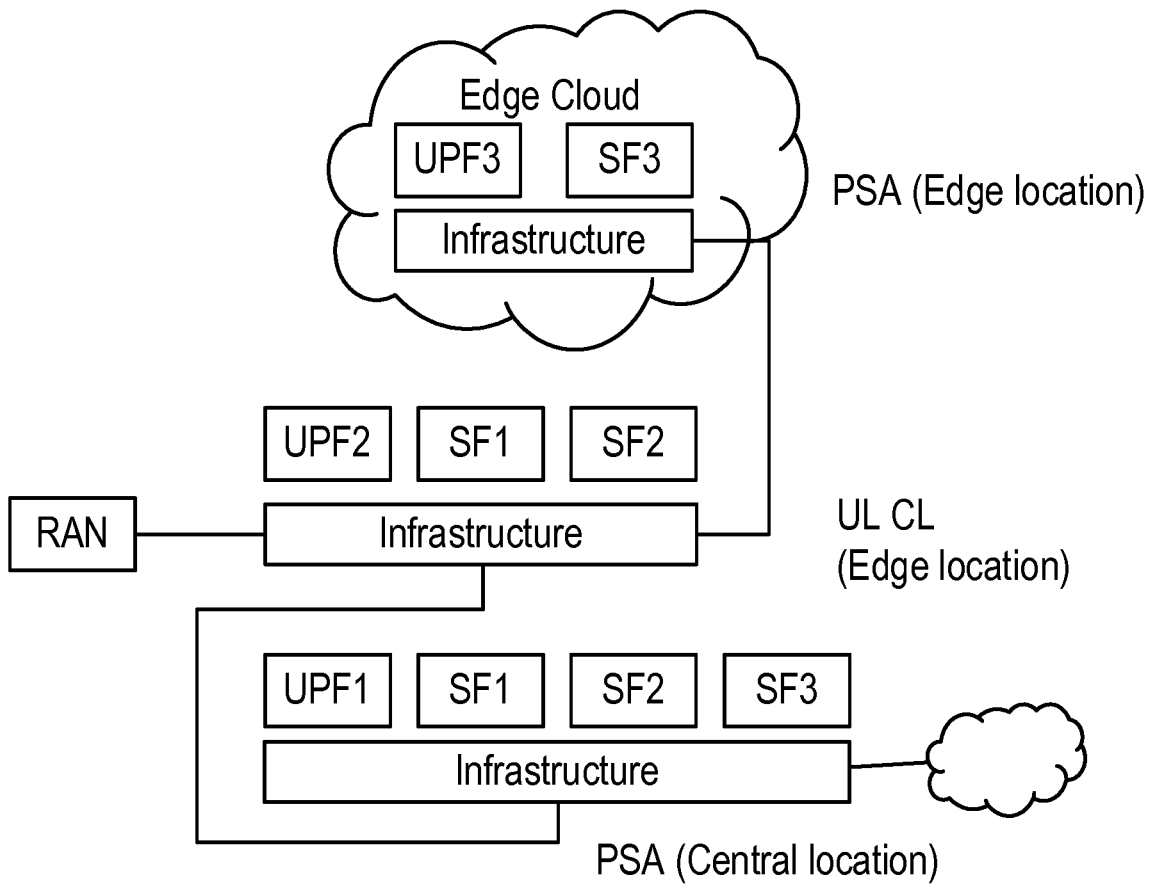 Edge Cloud
UPF3 SF3
PSA (Edge location)
Infrastructure
UPF2 SF1 SF2
RAN
Infrastructure
UL CL
(Edge location)
UPF1 SF1 SF2 SF3
Infrastructure
PSA (Central location)